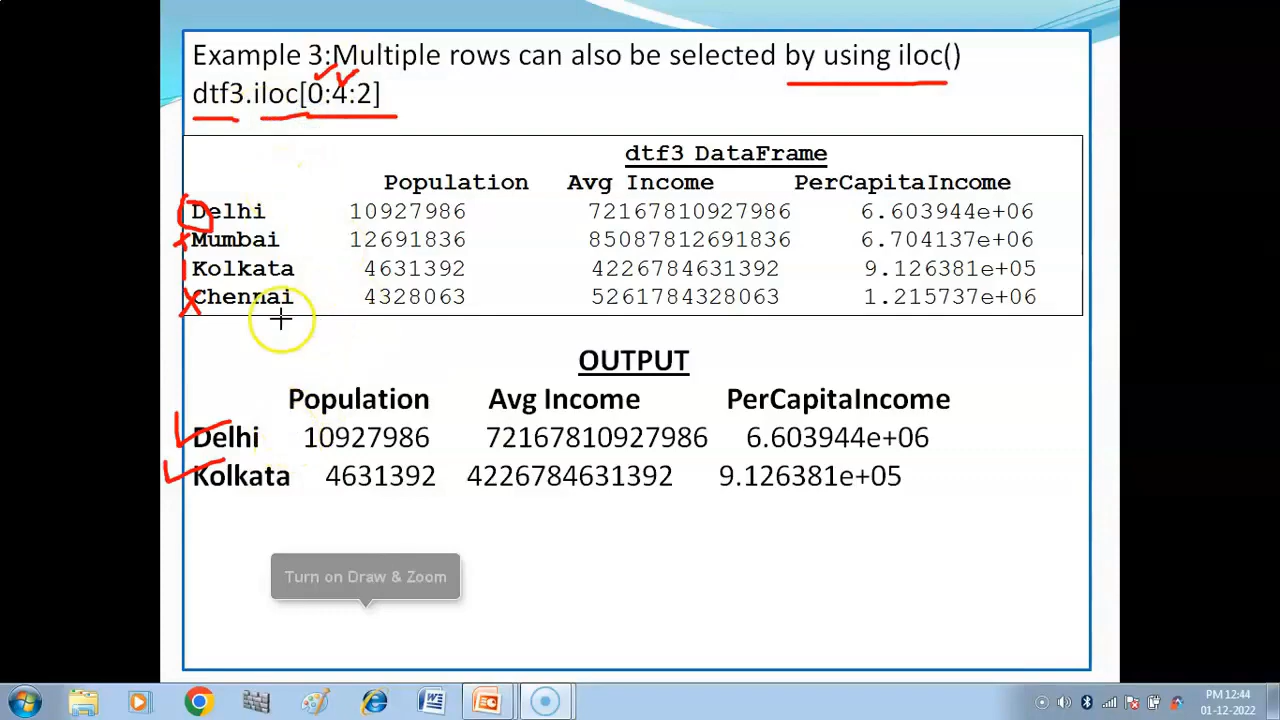 Example 3:Multiple rows can also be selected by using iloc()
dtf3.iloc[0:4:2]
dtf3 DataFrame
Population Avg Income PerCapitaIncome
Delhi 10927986 72167810927986 6.603944e+06
Mumbai 12691836 85087812691836 6.704137e+06
Kolkata 4631392 4226784631392 9.126381e+05
Chennai 4328063 5261784328063 1.215737e+06
OUTPUT
Population Avg Income PerCapitaIncome
Delhi 10927986 72167810927986 6.603944e+06
Kolkata 4631392 4226784631392 9.126381e+05
Turn on Draw & Zoom
PM 12:44
01-12-2022